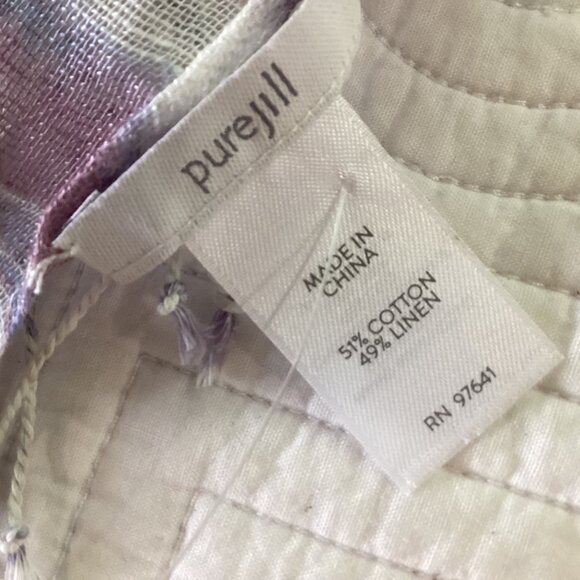 purejill
MADE IN
CHINA
51% COTTON
49% LINEN
RN 97641